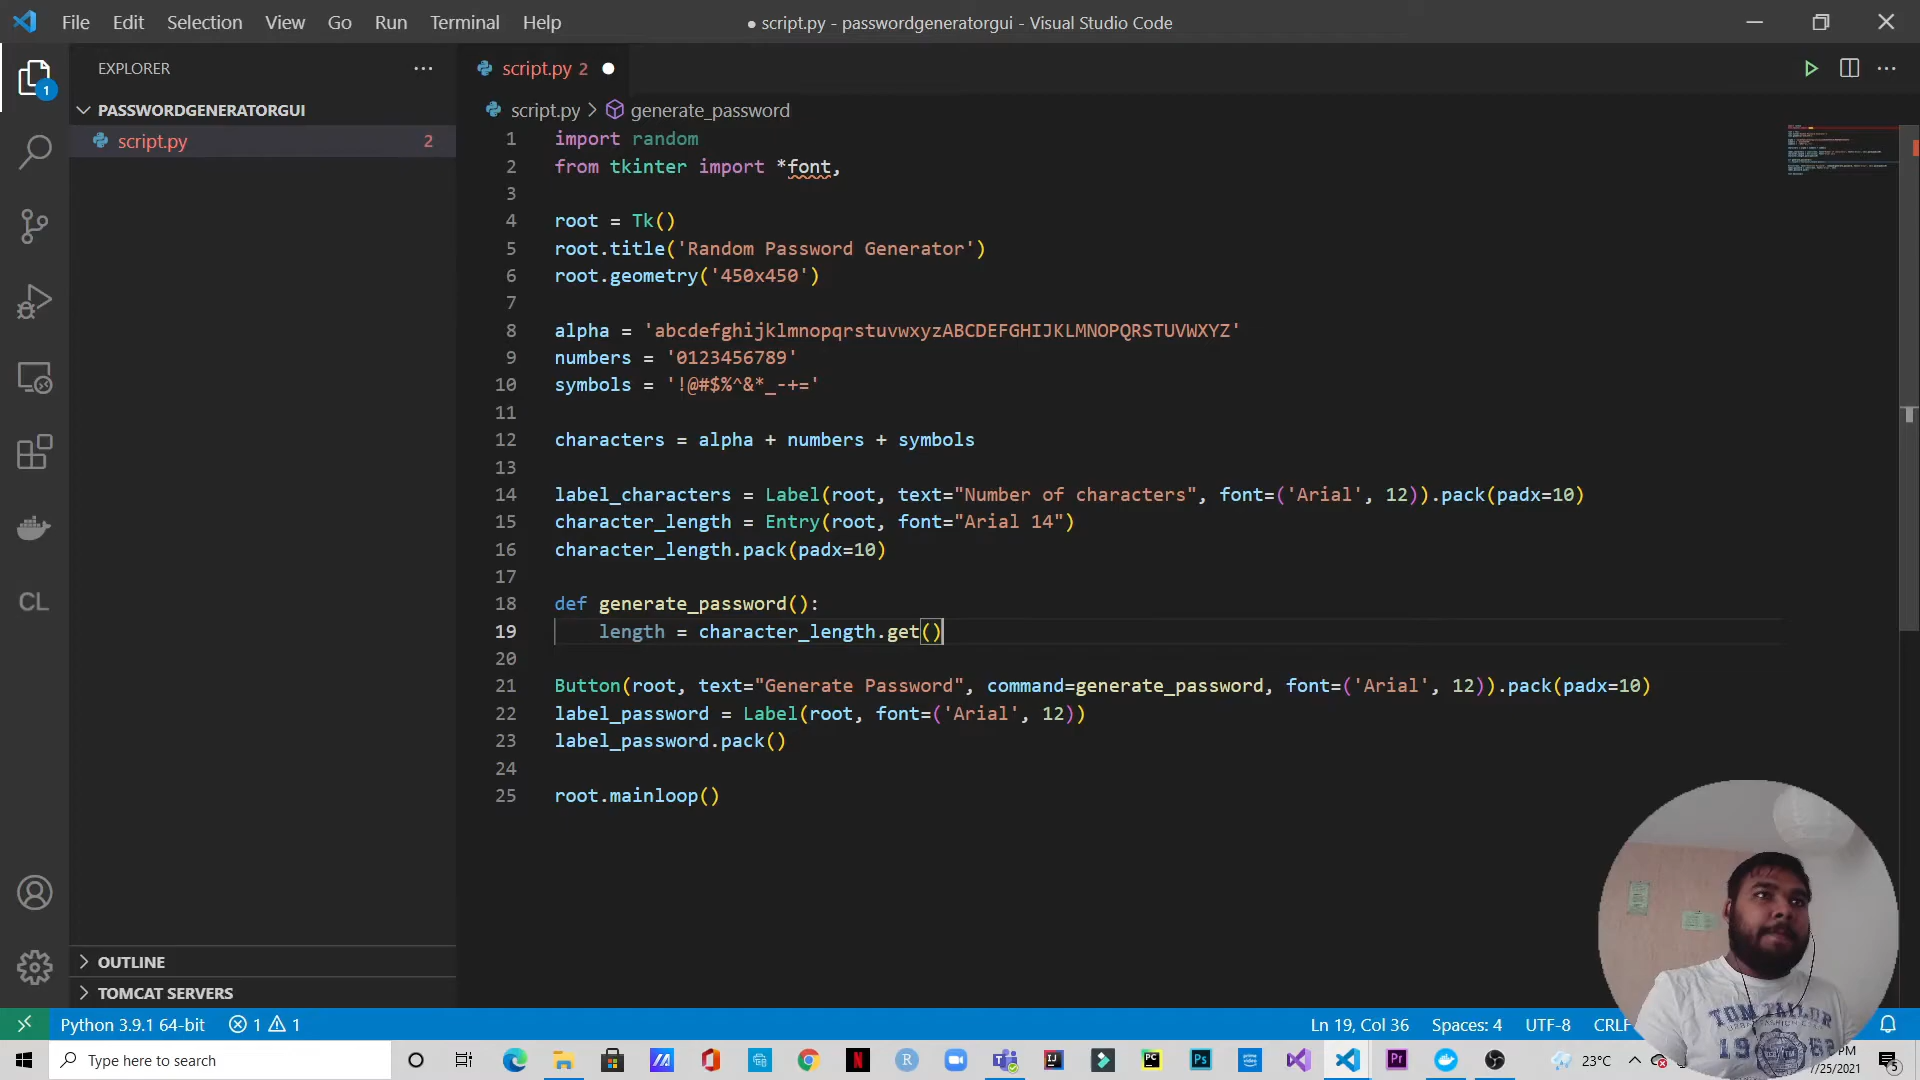 File Edit Selection View Go Run Terminal Help
● script.py - passwordgeneratorgui - Visual Studio Code
EXPLORER
script.py 2
1
PASSWORDGENERATORGUI
script.py 2
script.py > generate_password
1 import random
2 from tkinter import *font,
3
4 root = Tk()
5 root.title('Random Password Generator')
6 root.geometry('450x450')
7
8 alpha = 'abcdefghijklmnopqrstuvwxyzABCDEFGHIJKLMNOPQRSTUVWXYZ'
9 numbers = '0123456789'
10 symbols = '!@#$%^&*_-+='
11
12 characters = alpha + numbers + symbols
13
14 label_characters = Label(root, text="Number of characters", font=('Arial', 12)).pack(padx=10)
15 character_length = Entry(root, font="Arial 14")
16 character_length.pack(padx=10)
17
18 def generate_password():
19 length = character_length.get()
20
21 Button(root, text="Generate Password", command=generate_password, font=('Arial', 12)).pack(padx=10)
22 label_password = Label(root, font=('Arial', 12))
23 label_password.pack()
24
25 root.mainloop()
CL
OUTLINE
TOMCAT SERVERS
TOM TAILOR
Python 3.9.1 64-bit 1 1
Ln 19, Col 36 Spaces: 4 UTF-8 CRLF
Type here to search
23°C
PM
7/25/2021
5